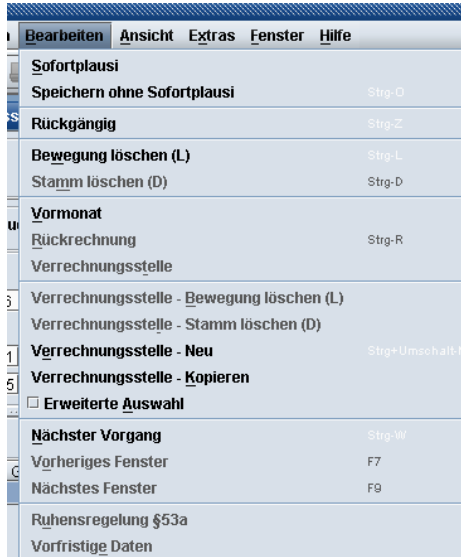 Bearbeiten Ansicht Extras Fenster Hilfe
Sofortplausi
Speichern ohne Sofortplausi Strg-O
Rückgängig Strg-Z
Bewegung löschen (L) Strg-L
Stamm löschen (D) Strg-D
Vormonat
Rückrechnung Strg-R
Verrechnungsstelle
Verrechnungsstelle - Bewegung löschen (L)
Verrechnungsstelle - Stamm löschen (D)
Verrechnungsstelle - Neu Strg+Umschalt-
Verrechnungsstelle - Kopieren
Erweiterte Auswahl
Nächster Vorgang Strg-W
Vorheriges Fenster F7
Nächstes Fenster F9
Ruhensregelung §53a
Vorfristige Daten